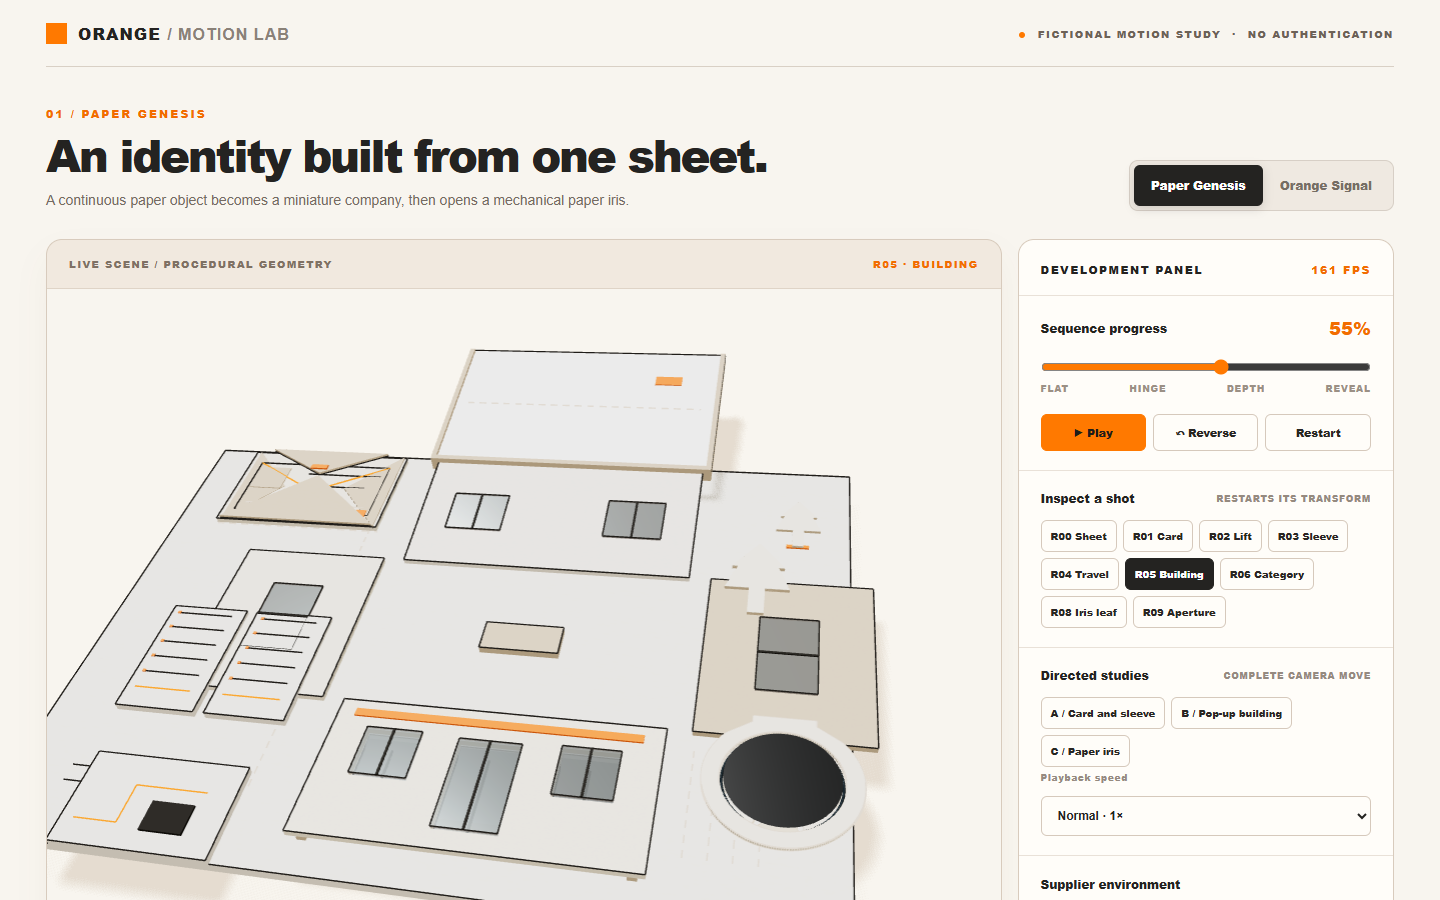 ORANGE / MOTION LAB
FICTIONAL MOTION STUDY · NO AUTHENTICATION
01 / PAPER GENESIS
An identity built from one sheet.
A continuous paper object becomes a miniature company, then opens a mechanical paper iris.
Paper Genesis
Orange Signal
LIVE SCENE / PROCEDURAL GEOMETRY
R05 · BUILDING
DEVELOPMENT PANEL
161 FPS
Sequence progress
55%
FLAT HINGE DEPTH REVEAL
▶ Play
↶ Reverse
Restart
Inspect a shot
RESTARTS ITS TRANSFORM
R00 Sheet
R01 Card
R02 Lift
R03 Sleeve
R04 Travel
R05 Building
R06 Category
R08 Iris leaf
R09 Aperture
Directed studies
COMPLETE CAMERA MOVE
A / Card and sleeve
B / Pop-up building
C / Paper iris
Playback speed
Normal · 1×
Supplier environment